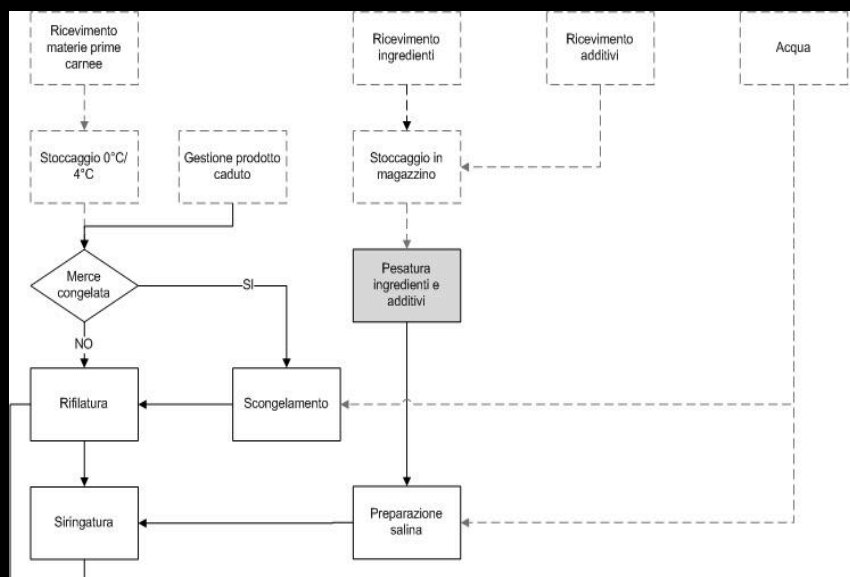 Ricevimento
materie prime
carnee
Ricevimento
ingredienti
Ricevimento
additivi
Acqua
Stoccaggio 0°C/
4°C
Gestione prodotto
caduto
Stoccaggio in
magazzino
Merce
congelata
SI
Pesatura
ingredienti e
additivi
NO
Rifilatura
Scongelamento
Siringatura
Preparazione
salina